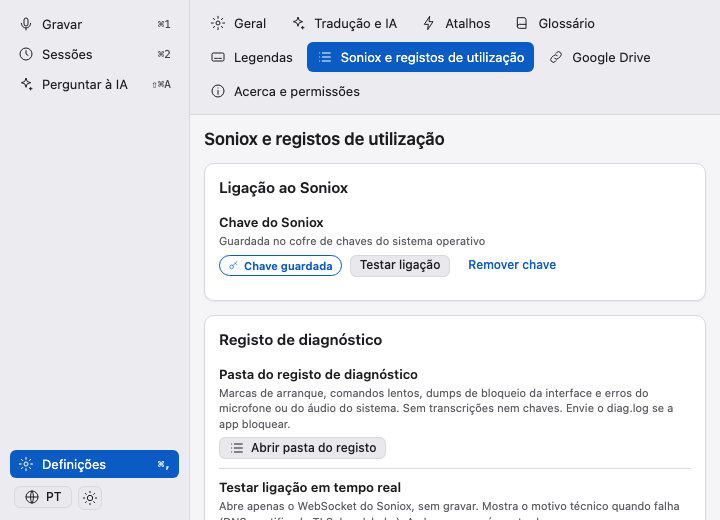 Gravar ⌘1
Sessões ⌘2
Perguntar à IA ⇧⌘A
Definições ⌘,
PT
Geral
Tradução e IA
Atalhos
Glossário
Legendas
Soniox e registos de utilização
Google Drive
Acerca e permissões
Soniox e registos de utilização
Ligação ao Soniox
Chave do Soniox
Guardada no cofre de chaves do sistema operativo
Chave guardada
Testar ligação
Remover chave
Registo de diagnóstico
Pasta do registo de diagnóstico
Marcas de arranque, comandos lentos, dumps de bloqueio da interface e erros do
microfone ou do áudio do sistema. Sem transcrições nem chaves. Envie o diag.log se a
app bloquear.
Abrir pasta do registo
Testar ligação em tempo real
Abre apenas o WebSocket do Soniox, sem gravar. Mostra o motivo técnico quando falha